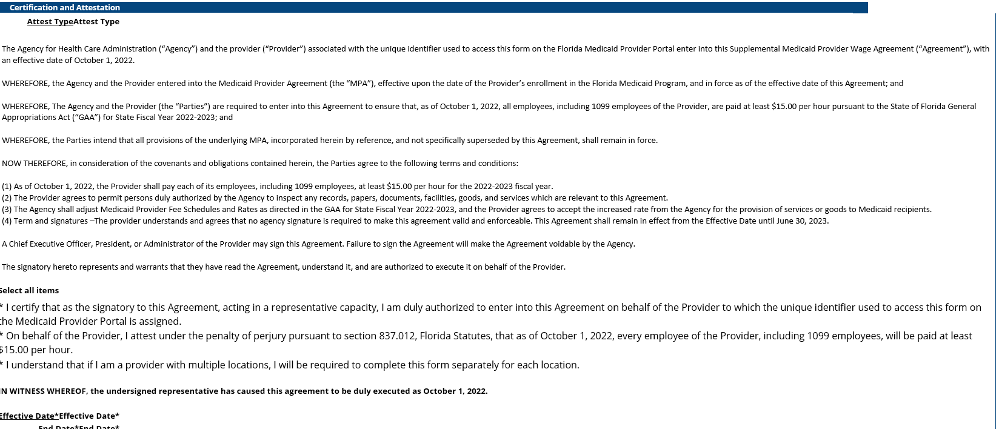 Certification and Attestation
Attest TypeAttest Type
The Agency for Health Care Administration (“Agency”) and the provider (“Provider”) associated with the unique identifier used to access this form on the Florida Medicaid Provider Portal enter into this Supplemental Medicaid Provider Wage Agreement (“Agreement”), with
an effective date of October 1, 2022.
WHEREFORE, the Agency and the Provider entered into the Medicaid Provider Agreement (the “MPA”), effective upon the date of the Provider’s enrollment in the Florida Medicaid Program, and in force as of the effective date of this Agreement; and
WHEREFORE, The Agency and the Provider (the “Parties”) are required to enter into this Agreement to ensure that, as of October 1, 2022, all employees, including 1099 employees of the Provider, are paid at least $15.00 per hour pursuant to the State of Florida General
Appropriations Act (“GAA”) for State Fiscal Year 2022-2023; and
WHEREFORE, the Parties intend that all provisions of the underlying MPA, incorporated herein by reference, and not specifically superseded by this Agreement, shall remain in force.
NOW THEREFORE, in consideration of the covenants and obligations contained herein, the Parties agree to the following terms and conditions:
(1) As of October 1, 2022, the Provider shall pay each of its employees, including 1099 employees, at least $15.00 per hour for the 2022-2023 fiscal year.
(2) The Provider agrees to permit persons duly authorized by the Agency to inspect any records, papers, documents, facilities, goods, and services which are relevant to this Agreement.
(3) The Agency shall adjust Medicaid Provider Fee Schedules and Rates as directed in the GAA for State Fiscal Year 2022-2023, and the Provider agrees to accept the increased rate from the Agency for the provision of services or goods to Medicaid recipients.
(4) Term and signatures –The provider understands and agrees that no agency signature is required to make this agreement valid and enforceable. This Agreement shall remain in effect from the Effective Date until June 30, 2023.
A Chief Executive Officer, President, or Administrator of the Provider may sign this Agreement. Failure to sign the Agreement will make the Agreement voidable by the Agency.
The signatory hereto represents and warrants that they have read the Agreement, understand it, and are authorized to execute it on behalf of the Provider.
Select all items
* I certify that as the signatory to this Agreement, acting in a representative capacity, I am duly authorized to enter into this Agreement on behalf of the Provider to which the unique identifier used to access this form on
the Medicaid Provider Portal is assigned.
* On behalf of the Provider, I attest under the penalty of perjury pursuant to section 837.012, Florida Statutes, that as of October 1, 2022, every employee of the Provider, including 1099 employees, will be paid at least
$15.00 per hour.
* I understand that if I am a provider with multiple locations, I will be required to complete this form separately for each location.
IN WITNESS WHEREOF, the undersigned representative has caused this agreement to be duly executed as October 1, 2022.
Effective Date*Effective Date*
End Date*End Date*